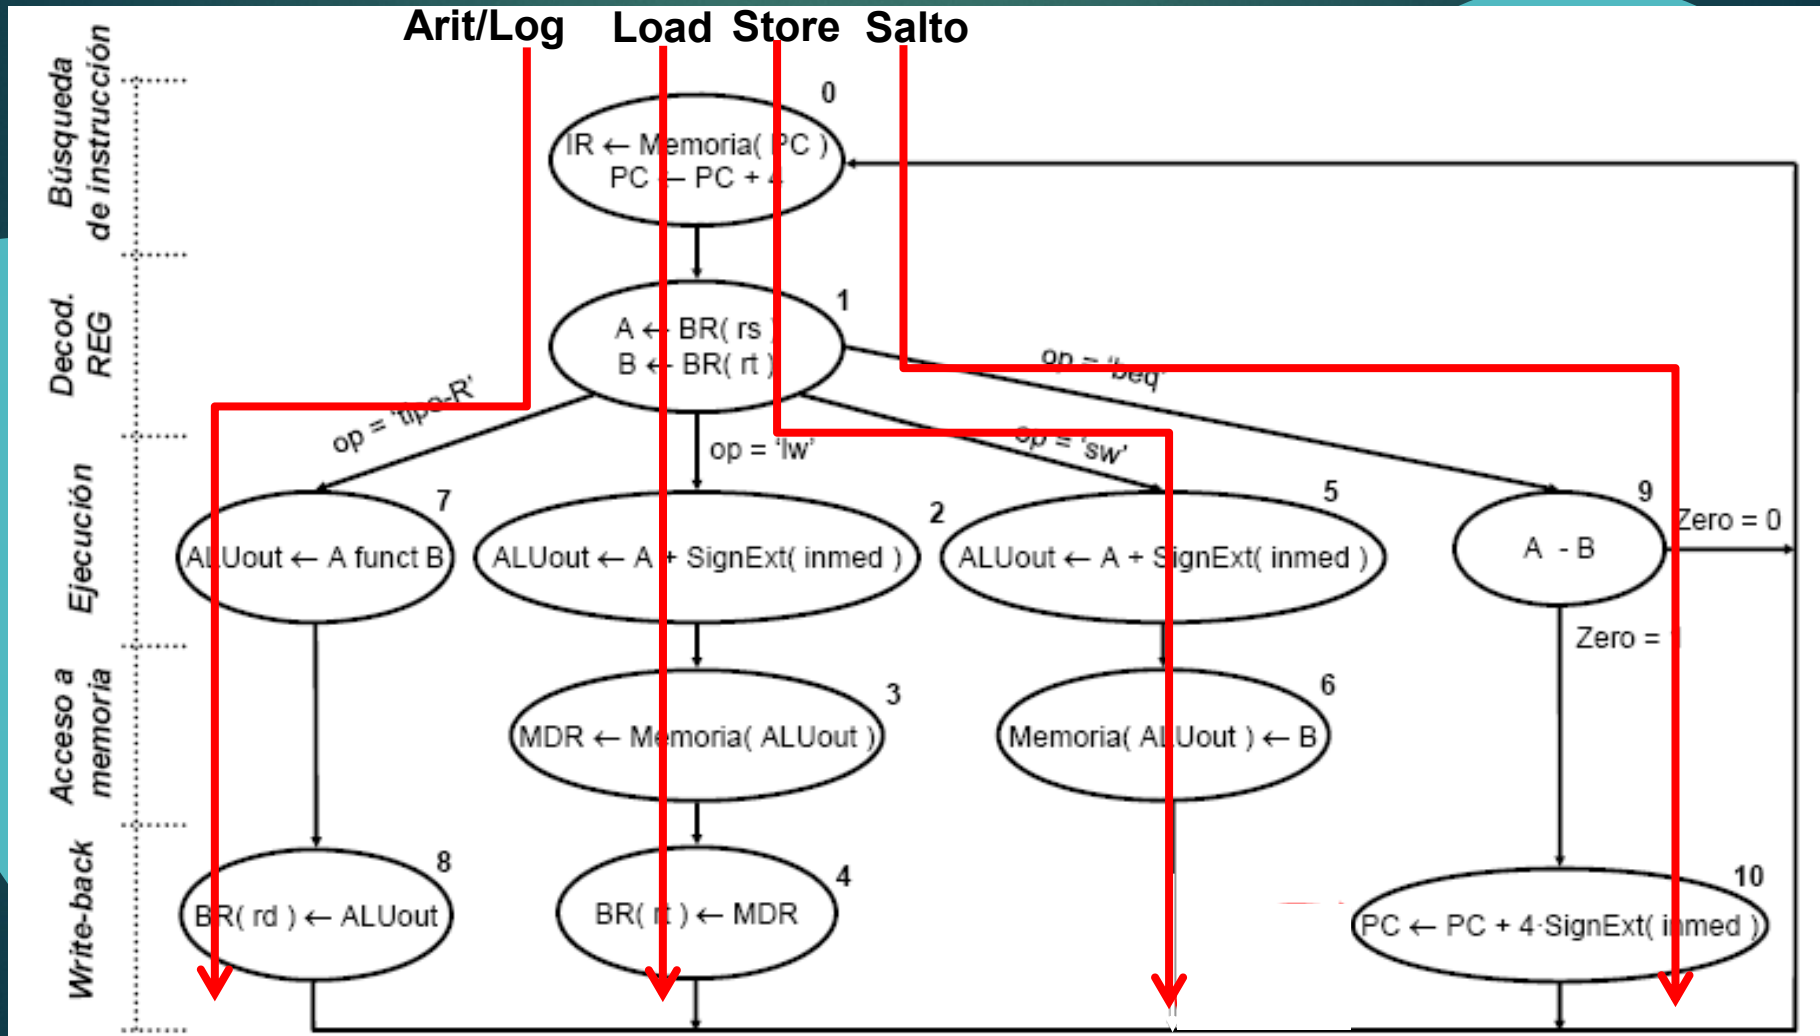 Arit/Log Load Store Salto
Búsqueda
de instrucción
0
IR ← Memoria( PC )
PC ← PC + 4
Decod.
REG
1
A ← BR( rs )
B ← BR( rt )
op = 'tipo-R'
op = 'lw'
op = 'sw'
op = 'beq'
Ejecución
7
ALUout ← A funct B
2
ALUout ← A + SignExt( inmed )
5
ALUout ← A + SignExt( inmed )
9
A - B
Zero = 0
Zero = 1
Acceso a
memoria
3
MDR ← Memoria( ALUout )
6
Memoria( ALUout ) ← B
Write-back
8
BR( rd ) ← ALUout
4
BR( rt ) ← MDR
10
PC ← PC + 4·SignExt( inmed )